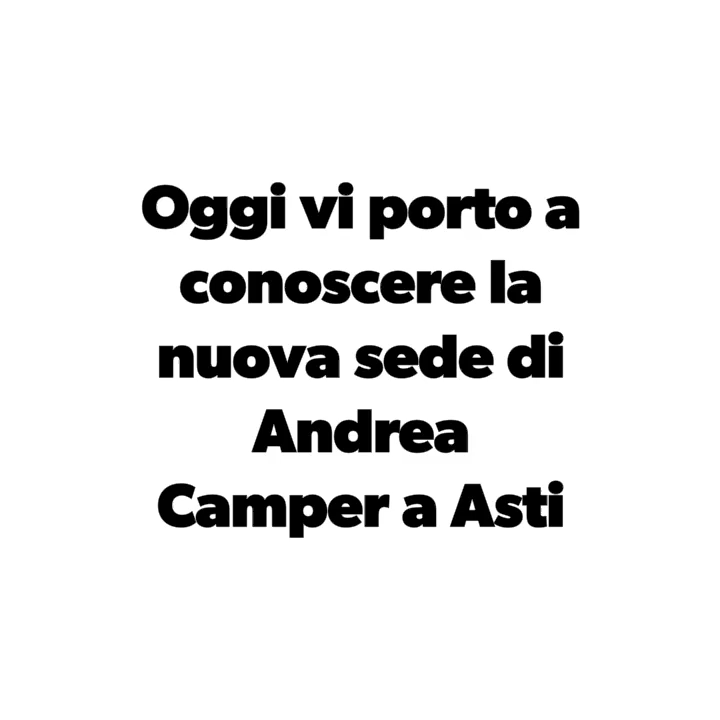 Oggi vi porto a
conoscere la
nuova sede di
Andrea
Camper a Asti